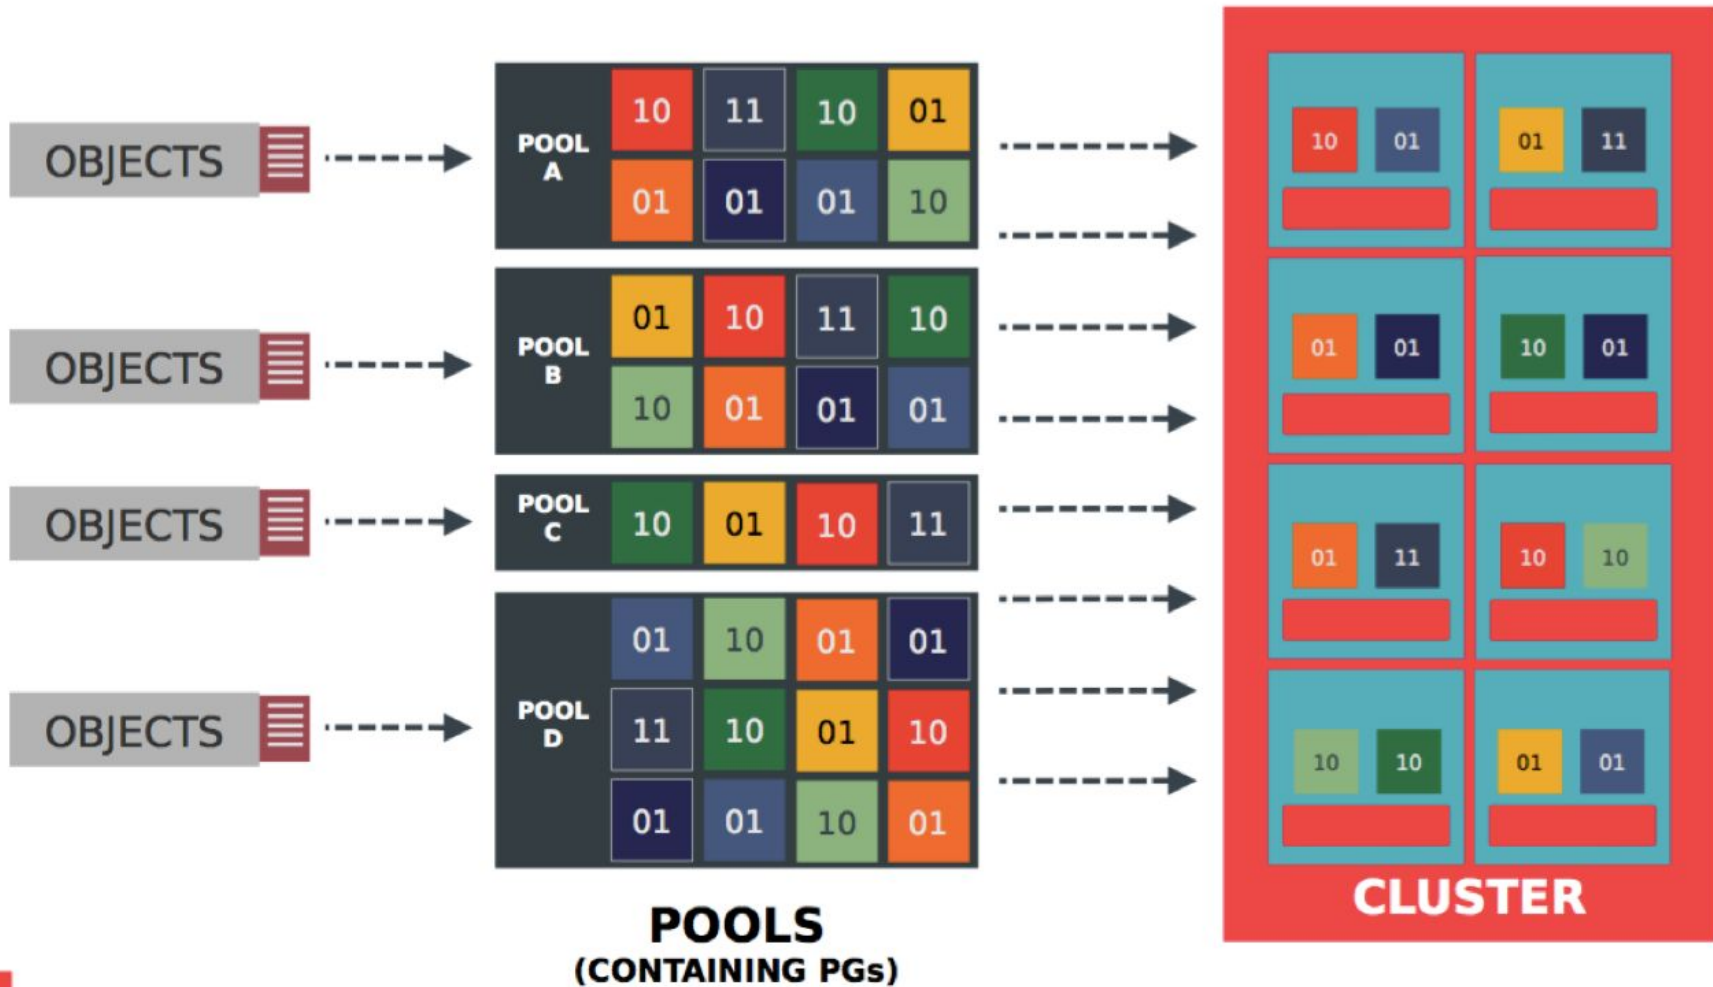 OBJECTS
OBJECTS
OBJECTS
OBJECTS
POOL
A
10 11 10 01
01 01 01 10
POOL
B
01 10 11 10
10 01 01 01
POOL
C
10 01 10 11
POOL
D
01 10 01 01
11 10 01 10
01 01 10 01
POOLS
(CONTAINING PGs)
10 01 01 11
01 01 10 01
01 11 10 10
10 10 01 01
CLUSTER